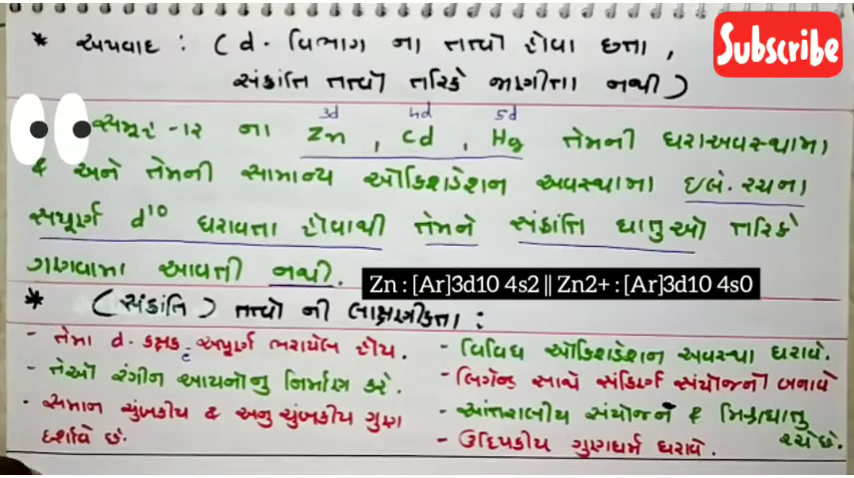 * અપવાદ : ( d- વિભાગ ના તત્વો હોવા છતા ,
સંક્રાંતિ તત્વો તરિકે જાણીતા નથી )
Subscribe
3d 4d 5d
સમૂહ -12 ના Zn , Cd , Hg તેમની ધરાઅવસ્થામાં
& અને તેમની સામાન્ય ઓકિશડેશન અવસ્થામાં ઇલે. રચના
સંપૂર્ણ d¹⁰ ધરાવતા હોવાથી તેમને સંક્રાંતિ ધાતુઓ તરિકે
ગણવામા આવતી નથી.
Zn : [Ar]3d10 4s2 || Zn2+ : [Ar]3d10 4s0
* ( સંક્રાંતિ ) તત્વો ની લાક્ષણીકતા :
- તેમા d- કક્ષક અપૂર્ણ ભરાયેલ હોય.
- તેઓ રંગીન આયનોનુ નિર્માણ કરે.
- સમાન ચુંબકીય & અનુ ચુંબકીય ગુણ
દર્શાવે છે.
- વિવિધ ઓકિશડેશન અવસ્થા ધરાવે.
- લિગેન્ડ સાથે સંકિર્ણ સંયોજનો બનાવે
- આંતરાલીય સંયોજન & મિશ્રધાતુ
રચે છે.
- ઉદિપકીય ગુણધર્મ ધરાવે.